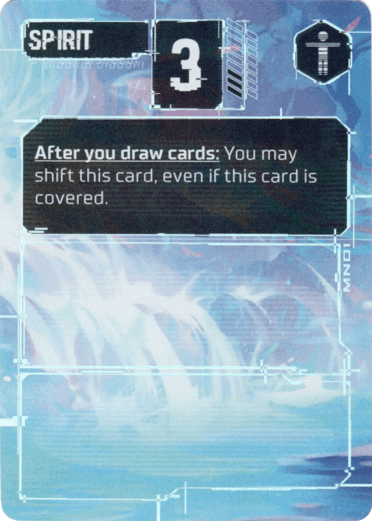 SPIRIT
3
After you draw cards: You may
shift this card, even if this card is
covered.
MN01